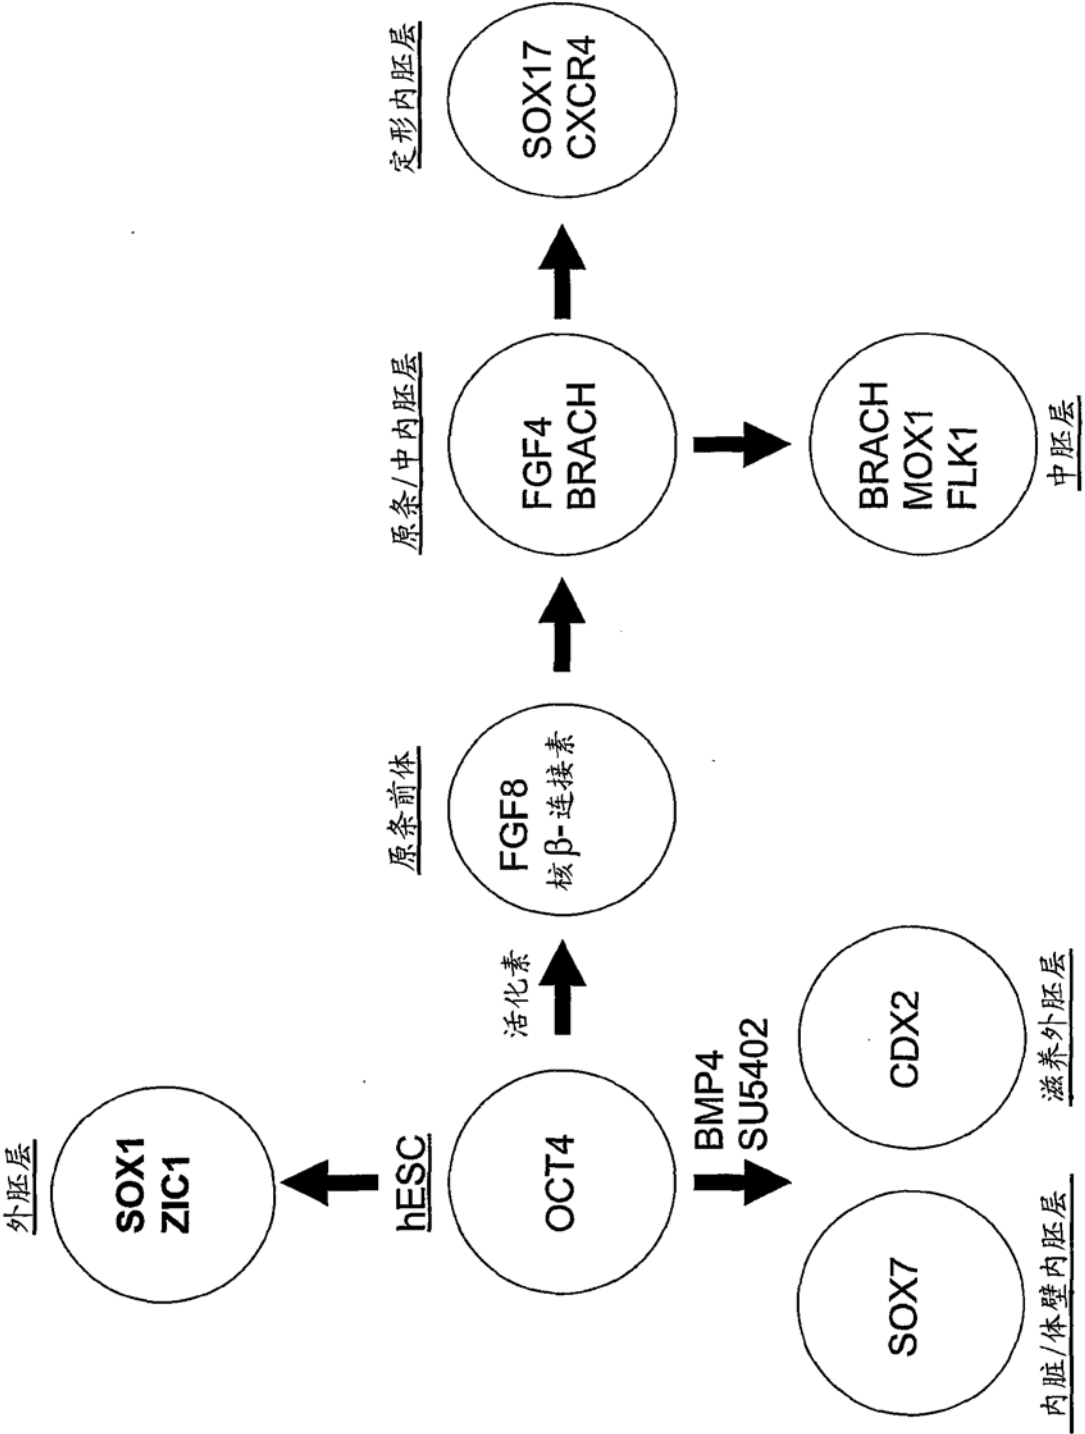 外胚层
SOX1
ZIC1
hESC
原条前体
原条/中内胚层
定形内胚层
OCT4
活化素
FGF8
核β-连接素
FGF4
BRACH
SOX17
CXCR4
BMP4
SU5402
SOX7
CDX2
BRACH
MOX1
FLK1
内脏/体壁内胚层
滋养外胚层
中胚层